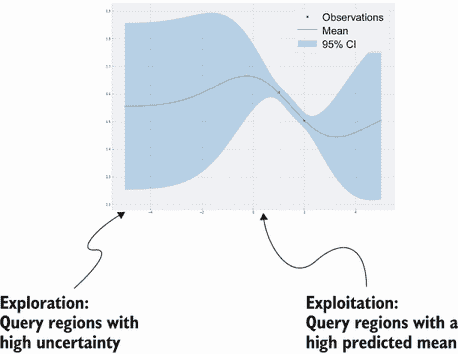 Observations
Mean
95% CI
Exploration:
Query regions with
high uncertainty
Exploitation:
Query regions with a
high predicted mean